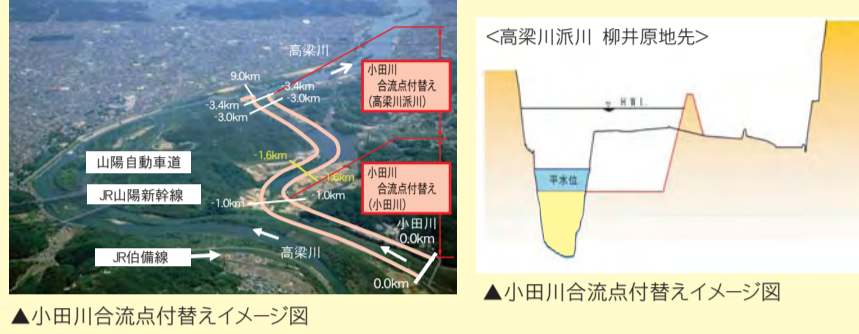 高梁川
9.0km
-3.4km
-3.0km
-3.4km
-3.0km
小田川
合流点付替え
(高梁川派川)
山陽自動車道
JR山陽新幹線
JR伯備線
-1.6km
-1.6km
-1.0km
-1.0km
小田川
合流点付替え
(小田川)
小田川
0.0km
高梁川
0.0km
▲小田川合流点付替えイメージ図
<高梁川派川 柳井原地先>
H.W.L.
平水位
▲小田川合流点付替えイメージ図